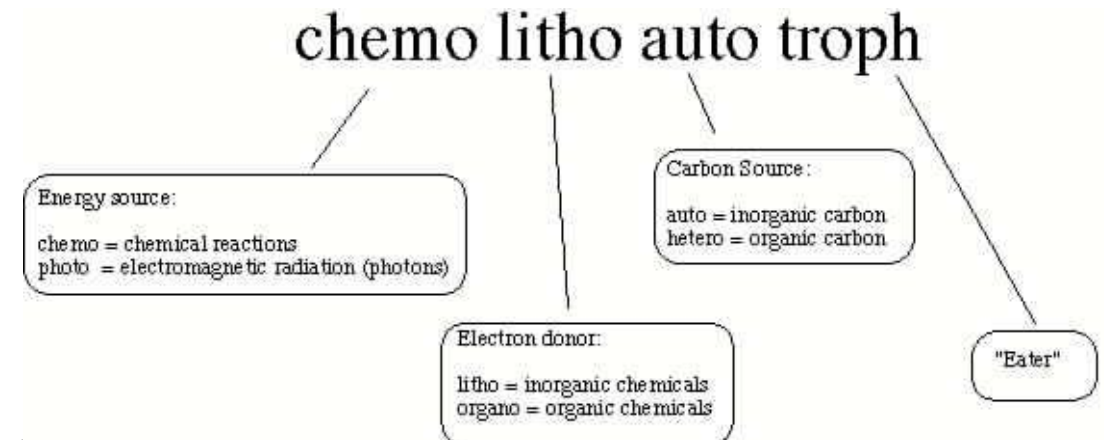 chemo litho auto troph
Energy source:
chemo = chemical reactions
photo = electromagnetic radiation (photons)
Electron donor:
litho = inorganic chemicals
organo = organic chemicals
Carbon Source:
auto = inorganic carbon
hetero = organic carbon
"Eater"